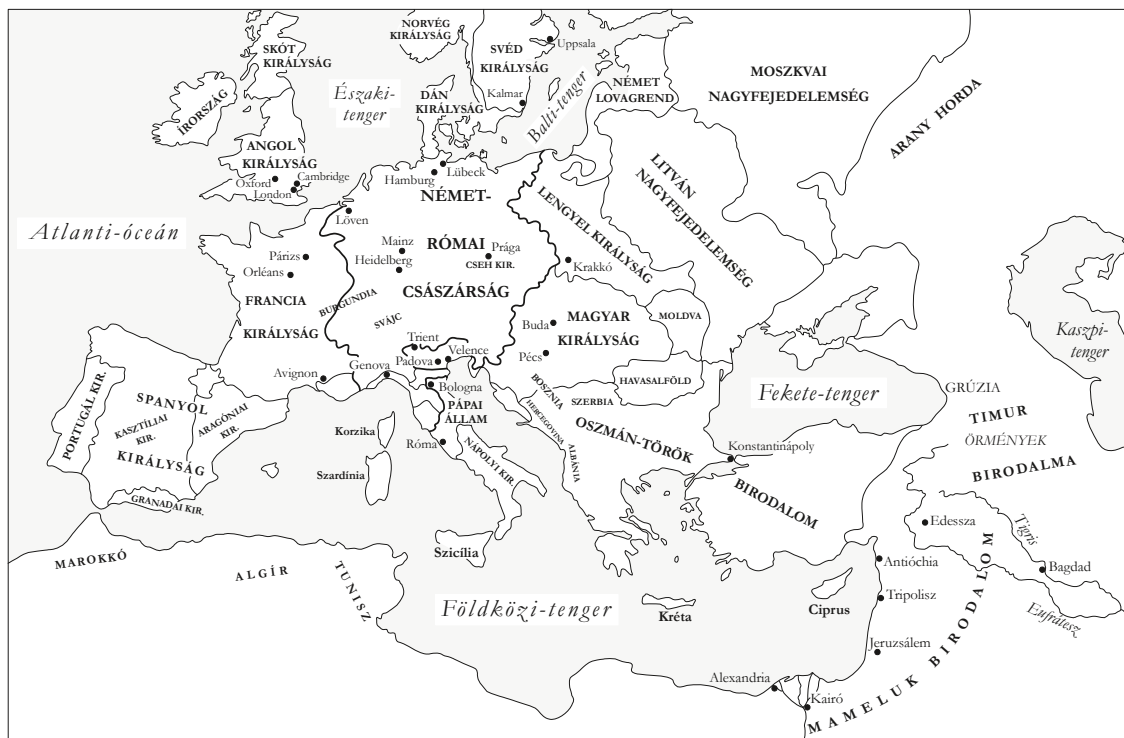 NORVÉG
KIRÁLYSÁG
SKÓT
KIRÁLYSÁG
SVÉD
KIRÁLYSÁG
Uppsala
Kalmar
Északi-
tenger
DÁN
KIRÁLYSÁG
Balti-tenger
NÉMET
LOVAGREND
MOSZKVAI
NAGYFEJEDELEMSÉG
ARANY HORDA
ÍRORSZÁG
ANGOL
KIRÁLYSÁG
Oxford
Cambridge
London
Hamburg
Lübeck
NÉMET-
RÓMAI
CSÁSZÁRSÁG
LENGYEL KIRÁLYSÁG
LITVÁN
NAGYFEJEDELEMSÉG
Atlanti-óceán
Löven
Mainz
Heidelberg
Prága
CSEH KIR.
Krakkó
Párizs
Orléans
FRANCIA
KIRÁLYSÁG
BURGUNDIA
SVÁJC
Trient
Padova
Velence
Buda
MAGYAR
KIRÁLYSÁG
Pécs
MOLDVA
HAVASALFÖLD
Kaszpi-
tenger
Avignon
Genova
Bologna
PÁPAI
ÁLLAM
BOSZNIA
HERCEGOVINA
SZERBIA
ALBÁNIA
OSZMÁN-TÖRÖK
BIRODALOM
Fekete-tenger
Konstantinápoly
GRÚZIA
TIMUR
ÖRMÉNYEK
BIRODALMA
PORTUGÁL KIR.
SPANYOL
KASZTÍLIAI
KIR.
ARAGÓNIAI
KIR.
KIRÁLYSÁG
GRANADAI KIR.
Korzika
Szardínia
Róma
NÁPOLYI KIR.
Szicília
Edessza
Tigris
Bagdad
Eufrátesz
MAROKKÓ
ALGÍR
TUNISZ
Földközi-tenger
Kréta
Ciprus
Antióchia
Tripolisz
Jeruzsálem
Alexandria
Kairó
MAMELUK BIRODALOM